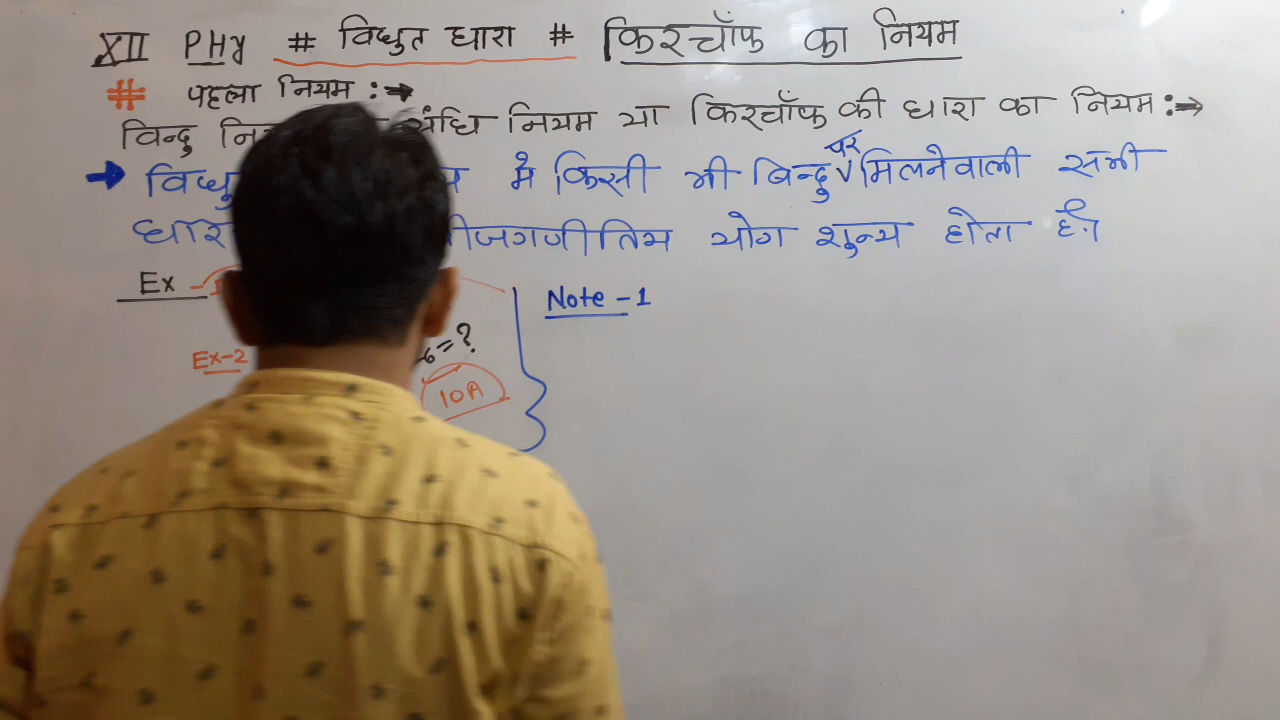 XII PHy # विधुत धारा # किरचॉफ का नियम
# पहला नियम :→
विन्दु संधि नियम या किरचॉफ की धारा का नियम :→
→ में किसी भी बिन्दु पर मिलनेवाली सभी
योग शुन्य होता है।
Ex - 1
Note - 1
Ex-2
= ?
10A